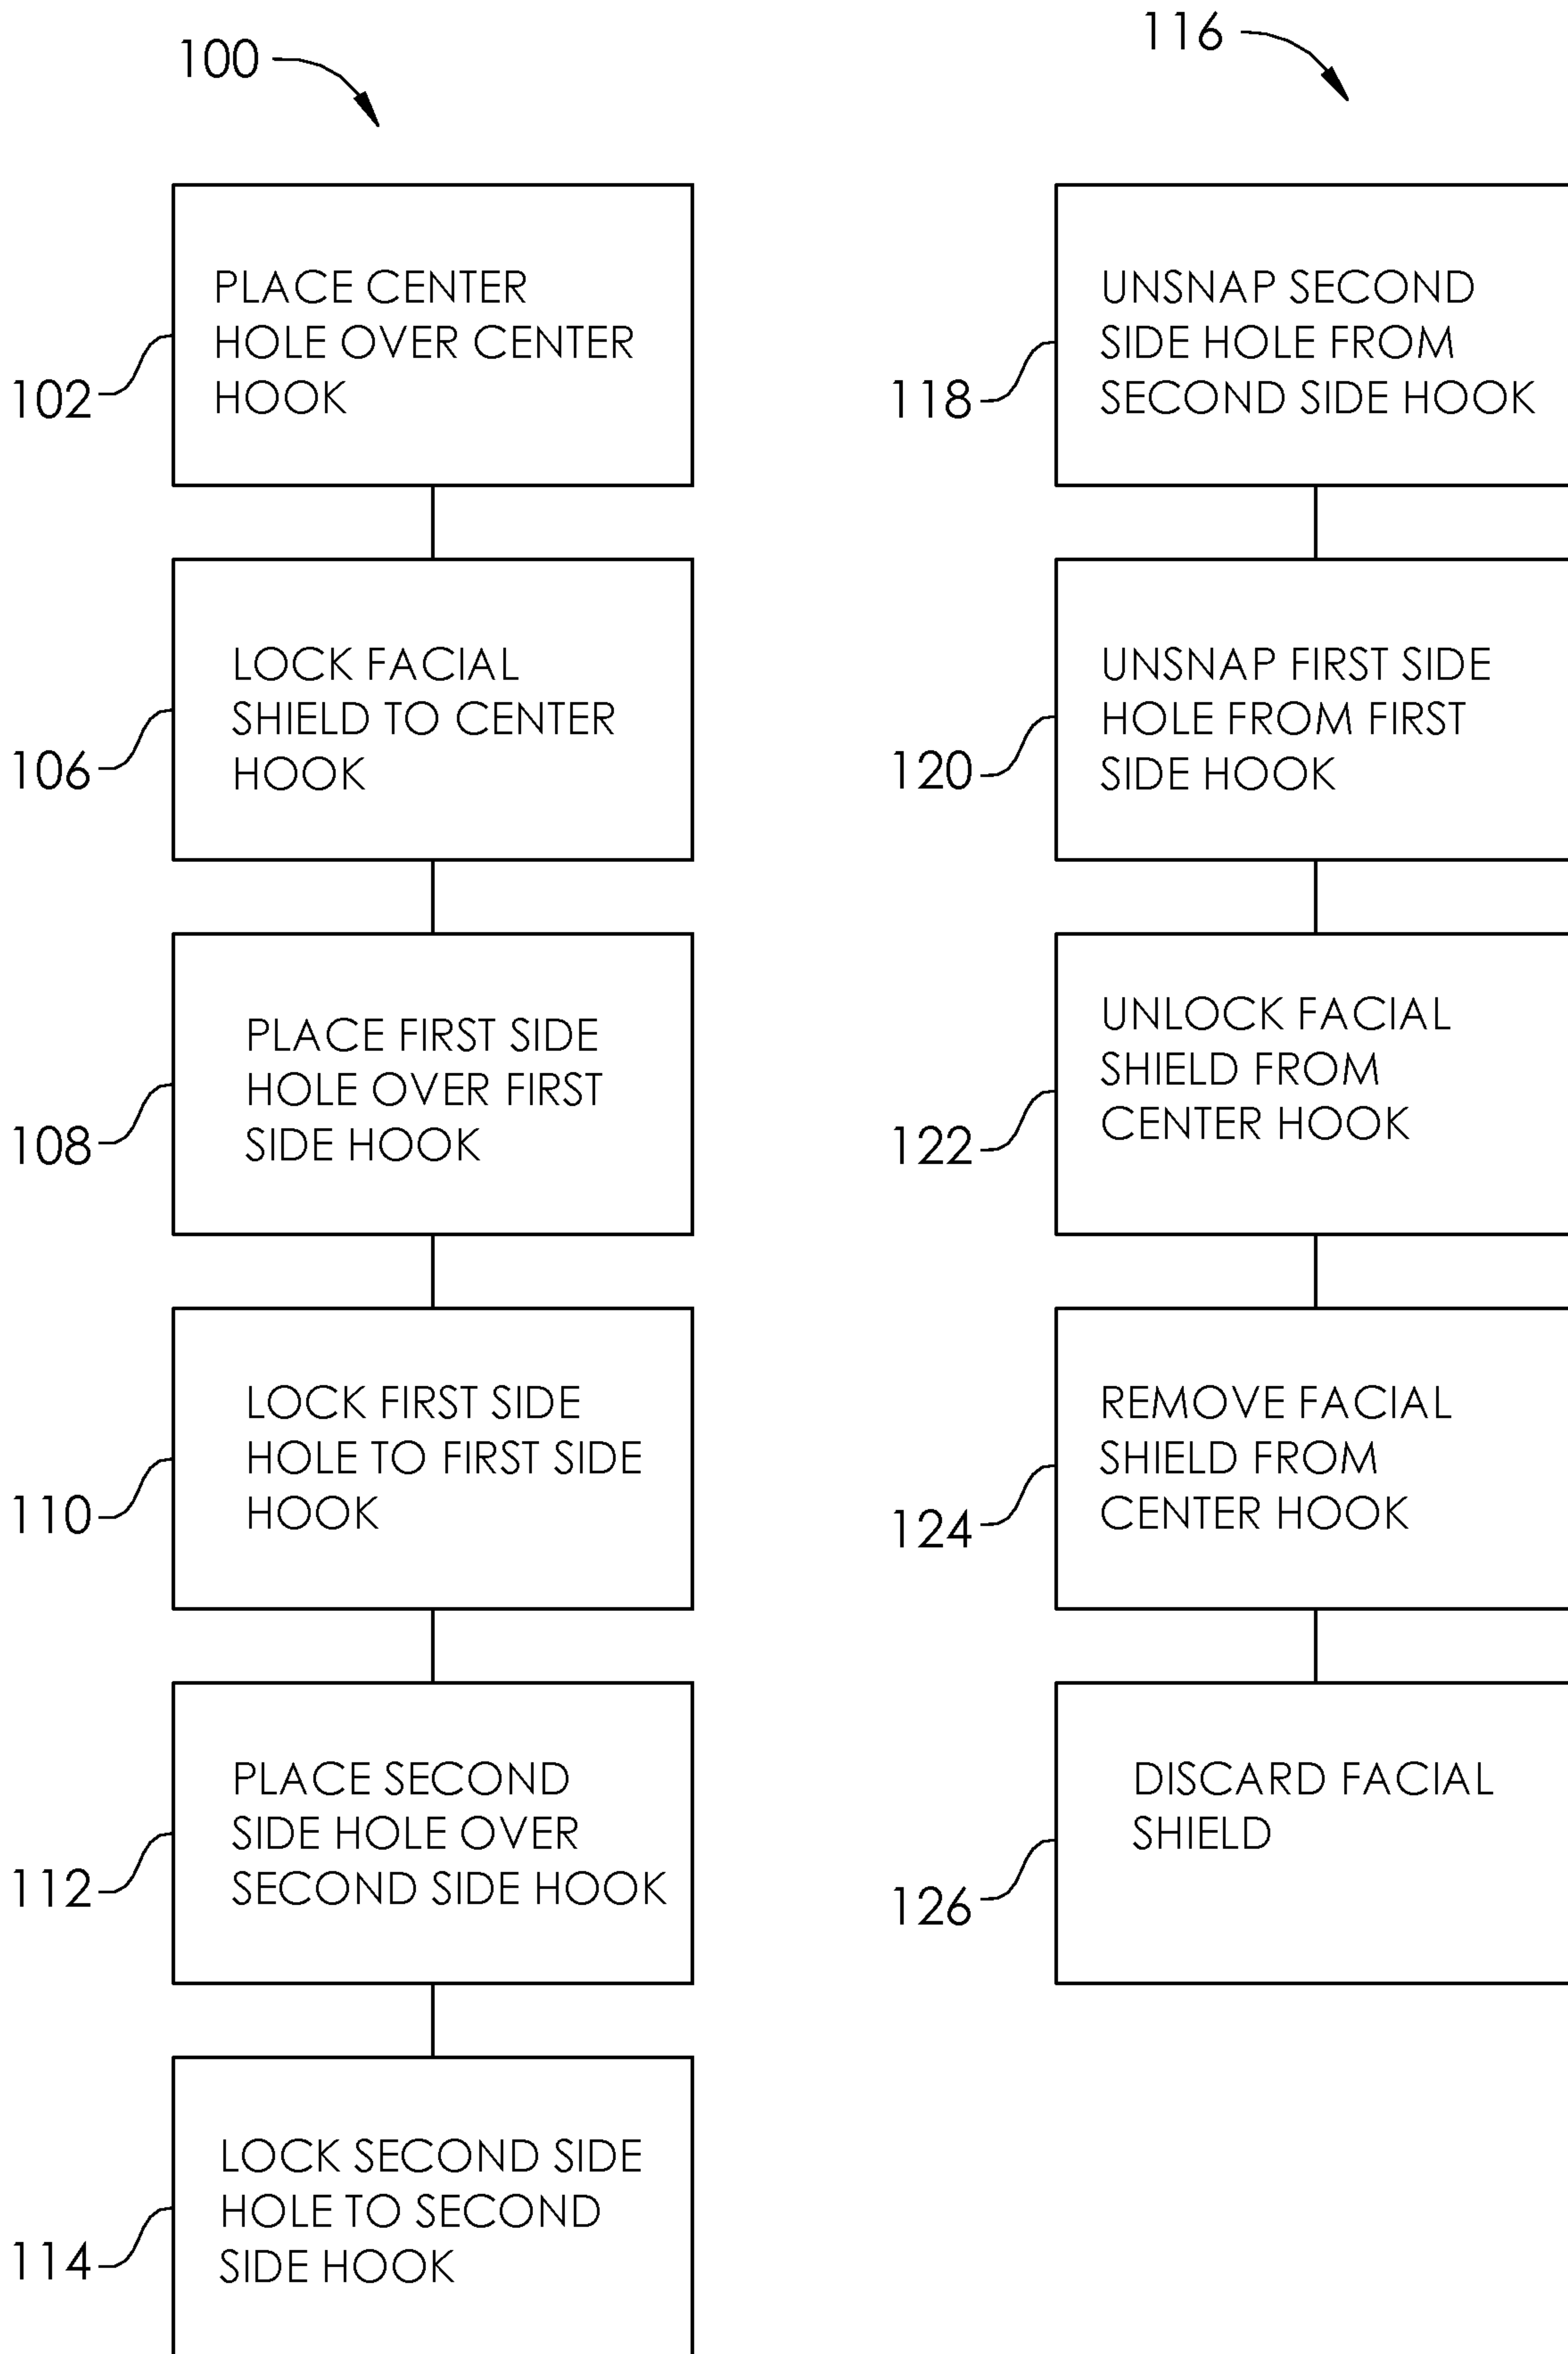 100
PLACE CENTER
HOLE OVER CENTER
HOOK
102
LOCK FACIAL
SHIELD TO CENTER
HOOK
106
PLACE FIRST SIDE
HOLE OVER FIRST
SIDE HOOK
108
LOCK FIRST SIDE
HOLE TO FIRST SIDE
HOOK
110
PLACE SECOND
SIDE HOLE OVER
SECOND SIDE HOOK
112
LOCK SECOND SIDE
HOLE TO SECOND
SIDE HOOK
114
116
UNSNAP SECOND
SIDE HOLE FROM
SECOND SIDE HOOK
118
UNSNAP FIRST SIDE
HOLE FROM FIRST
SIDE HOOK
120
UNLOCK FACIAL
SHIELD FROM
CENTER HOOK
122
REMOVE FACIAL
SHIELD FROM
CENTER HOOK
124
DISCARD FACIAL
SHIELD
126